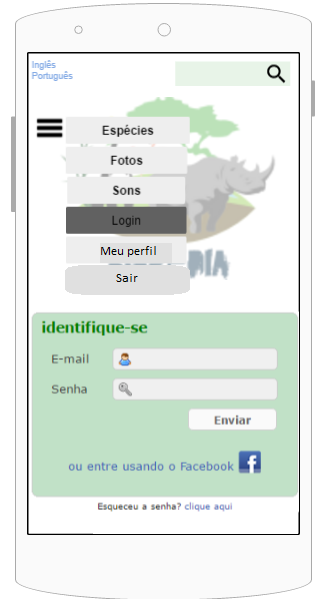 Inglês
Português
Espécies
Fotos
Sons
Login
Meu perfil
Sair
identifique-se
E-mail
Senha
Enviar
ou entre usando o Facebook
Esqueceu a senha? clique aqui